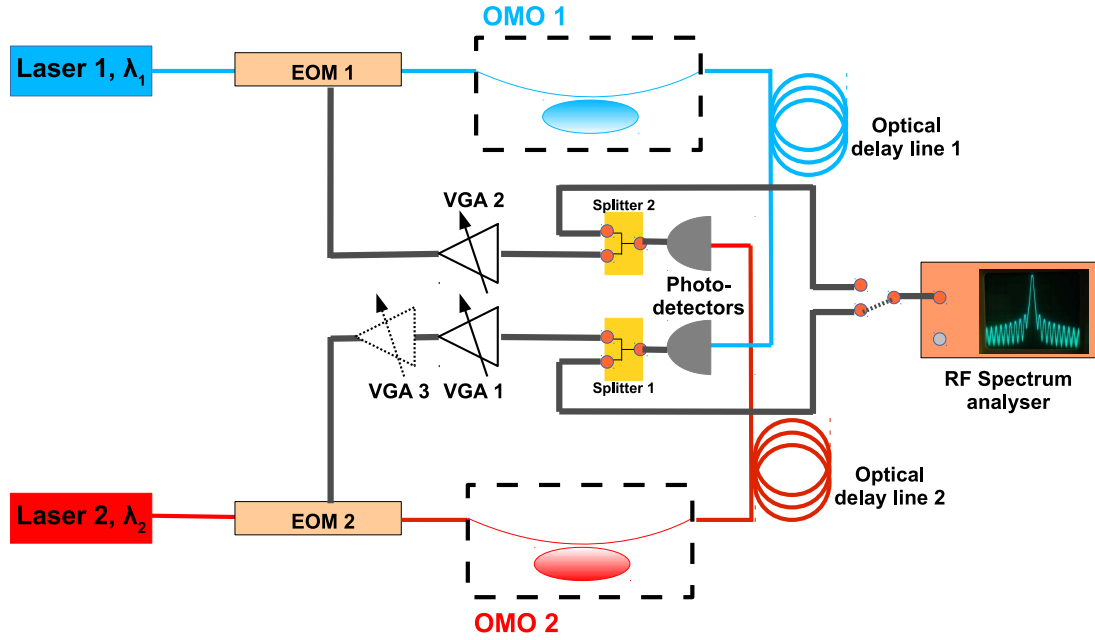 OMO 1
Laser 1, λ1
EOM 1
Optical
delay line 1
VGA 2
Splitter 2
Photo-
detectors
VGA 3
VGA 1
Splitter 1
RF Spectrum
analyser
Laser 2, λ2
EOM 2
Optical
delay line 2
OMO 2